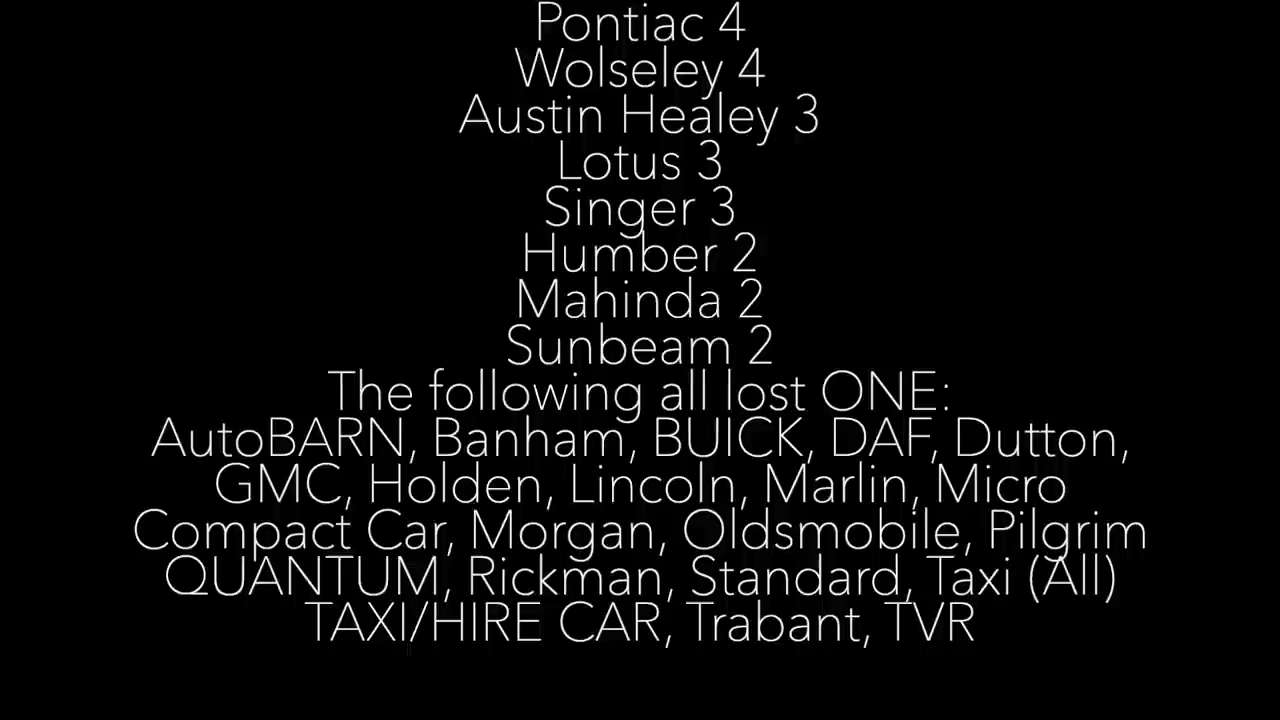 Pontiac 4
Wolseley 4
Austin Healey 3
Lotus 3
Singer 3
Humber 2
Mahinda 2
Sunbeam 2
The following all lost ONE:
AutoBARN, Banham, BUICK, DAF, Dutton,
GMC, Holden, Lincoln, Marlin, Micro
Compact Car, Morgan, Oldsmobile, Pilgrim
QUANTUM, Rickman, Standard, Taxi (All)
TAXI/HIRE CAR, Trabant, TVR